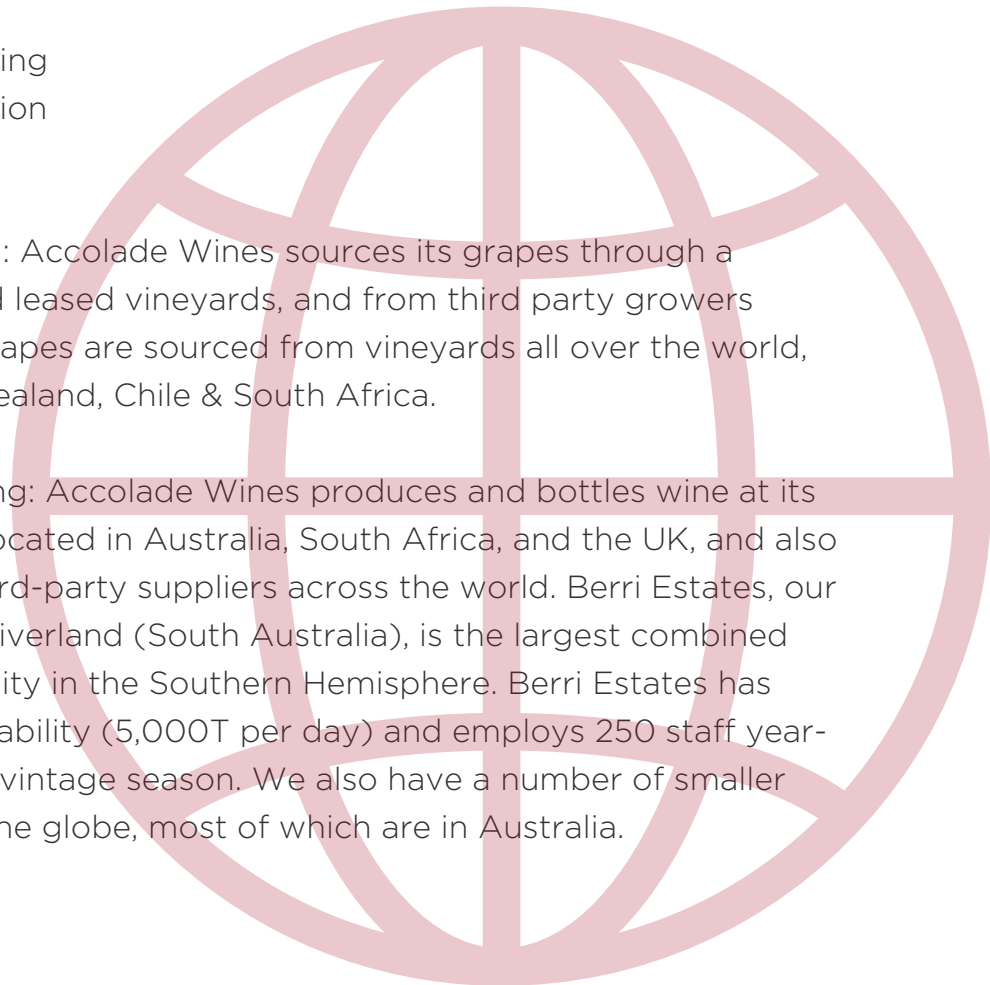 ing
ion
: Accolade Wines sources its grapes through a
leased vineyards, and from third party growers
apes are sourced from vineyards all over the world,
ealand, Chile & South Africa.
ng: Accolade Wines produces and bottles wine at its
ocated in Australia, South Africa, and the UK, and also
rd-party suppliers across the world. Berri Estates, our
iverland (South Australia), is the largest combined
ity in the Southern Hemisphere. Berri Estates has
ability (5,000T per day) and employs 250 staff year-
vintage season. We also have a number of smaller
ne globe, most of which are in Australia.